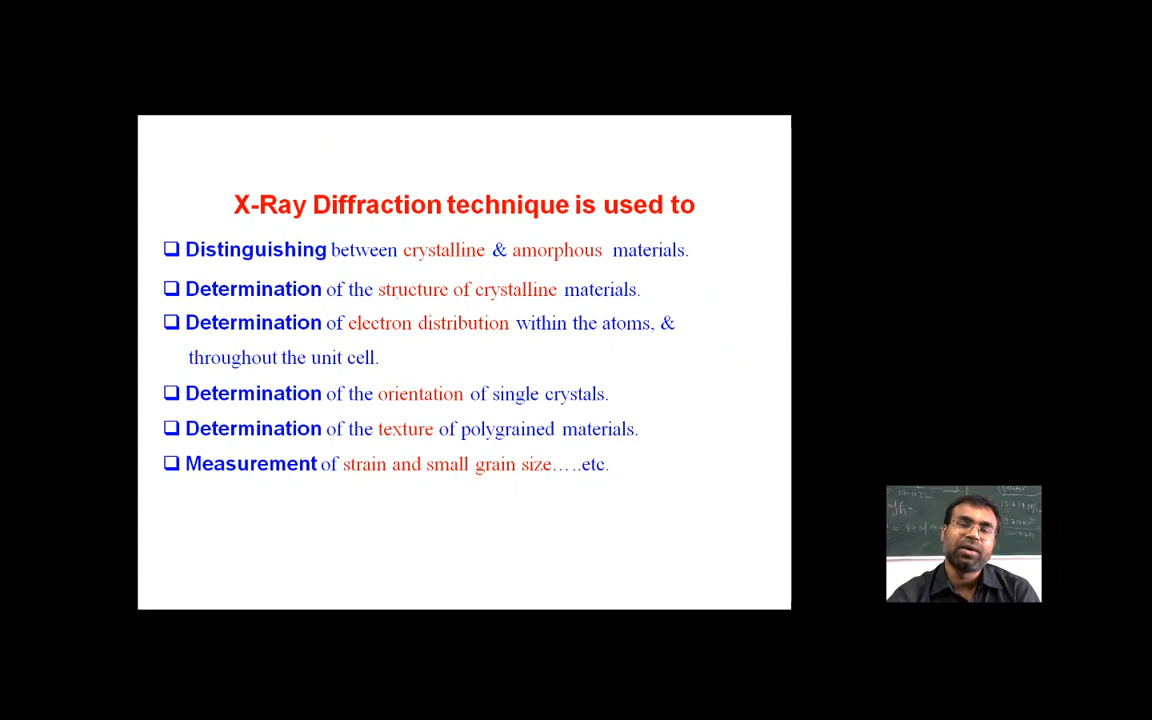 X-Ray Diffraction technique is used to
❑ Distinguishing between crystalline & amorphous materials.
❑ Determination of the structure of crystalline materials.
❑ Determination of electron distribution within the atoms, &
throughout the unit cell.
❑ Determination of the orientation of single crystals.
❑ Determination of the texture of polygrained materials.
❑ Measurement of strain and small grain size…..etc.